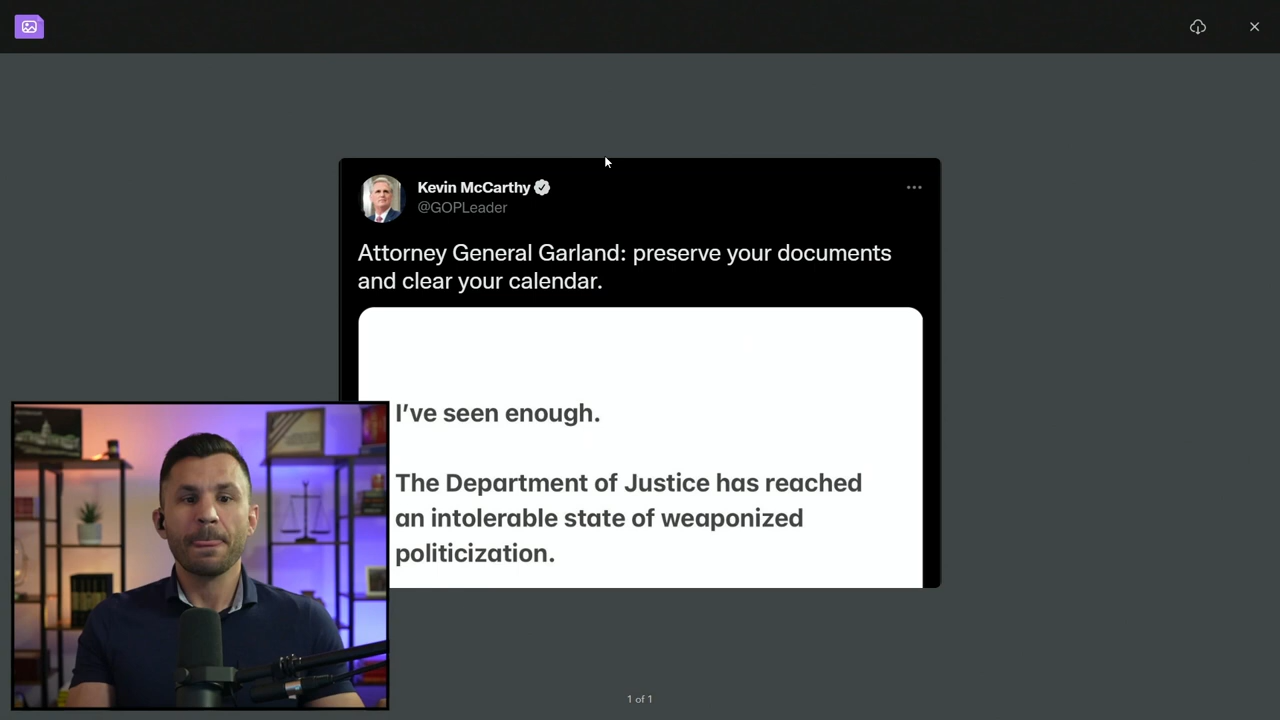 Kevin McCarthy
@GOPLeader
Attorney General Garland: preserve your documents
and clear your calendar.
I've seen enough.
The Department of Justice has reached
an intolerable state of weaponized
politicization.
1 of 1